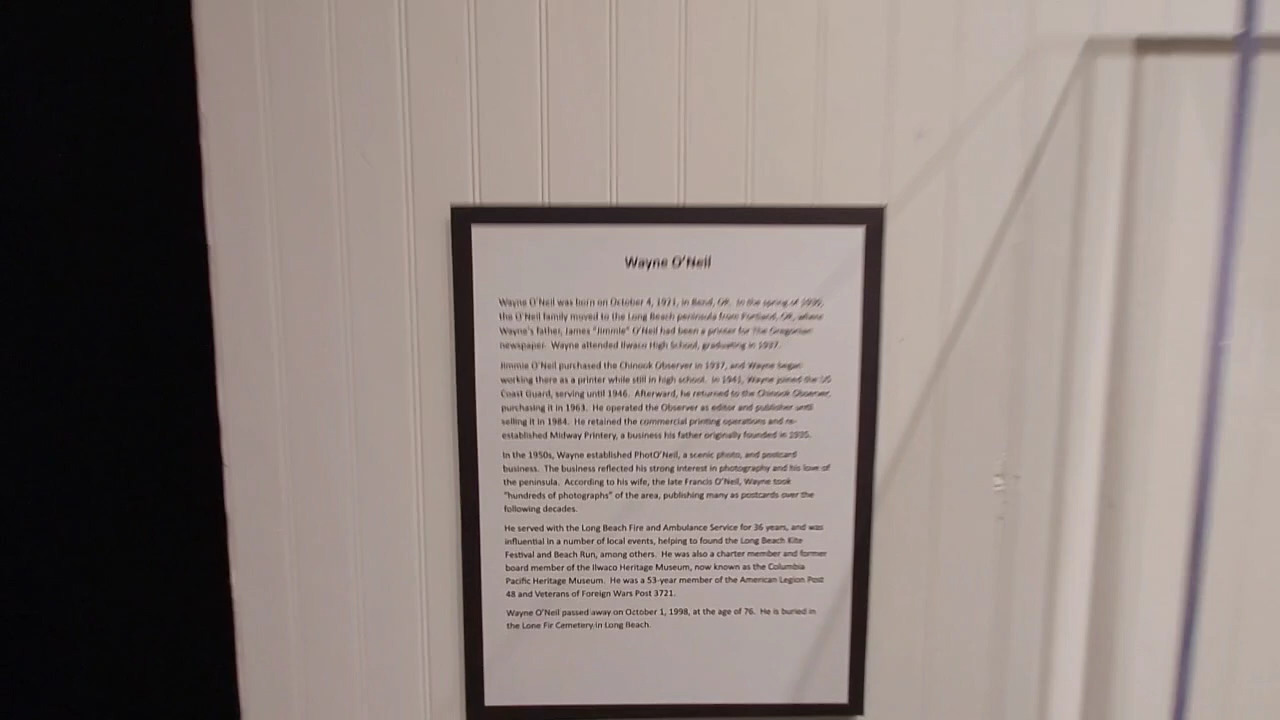 Wayne O'Neil
Wayne O'Neil was born on October 4, 1921, in Bend, OR. In the spring of
the O'Neil family moved to the Long Beach peninsula from Portland, OR, where
Wayne's father, James "Jimmie" O'Neil had been a printer for The Oregonian
newspaper. Wayne attended Ilwaco High School, graduating in
Jimmie O'Neil purchased the Chinook Observer in 1937, and Wayne began
working there as a printer while still in high school. In 1941, Wayne joined the US
Coast Guard, serving until 1946. Afterward, he returned to the Chinook Observer,
purchasing it in 1963. He operated the Observer as editor and publisher until
selling it in 1984. He retained the commercial printing operations and re-
established Midway Printery, a business his father originally founded in 1935.
In the 1950s, Wayne established PhotO'Neil, a scenic photo, and postcard
business. The business reflected his strong interest in photography and his love of
the peninsula. According to his wife, the late Francis O'Neil, Wayne took
"hundreds of photographs" of the area, publishing many as postcards over the
following decades.
He served with the Long Beach Fire and Ambulance Service for 36 years, and was
influential in a number of local events, helping to found the Long Beach Kite
Festival and Beach Run, among others. He was also a charter member and former
board member of the Ilwaco Heritage Museum, now known as the Columbia
Pacific Heritage Museum. He was a 53-year member of the American Legion Post
48 and Veterans of Foreign Wars Post 3721.
Wayne O'Neil passed away on October 1, 1998, at the age of 76. He is buried in
the Lone Fir Cemetery in Long Beach.